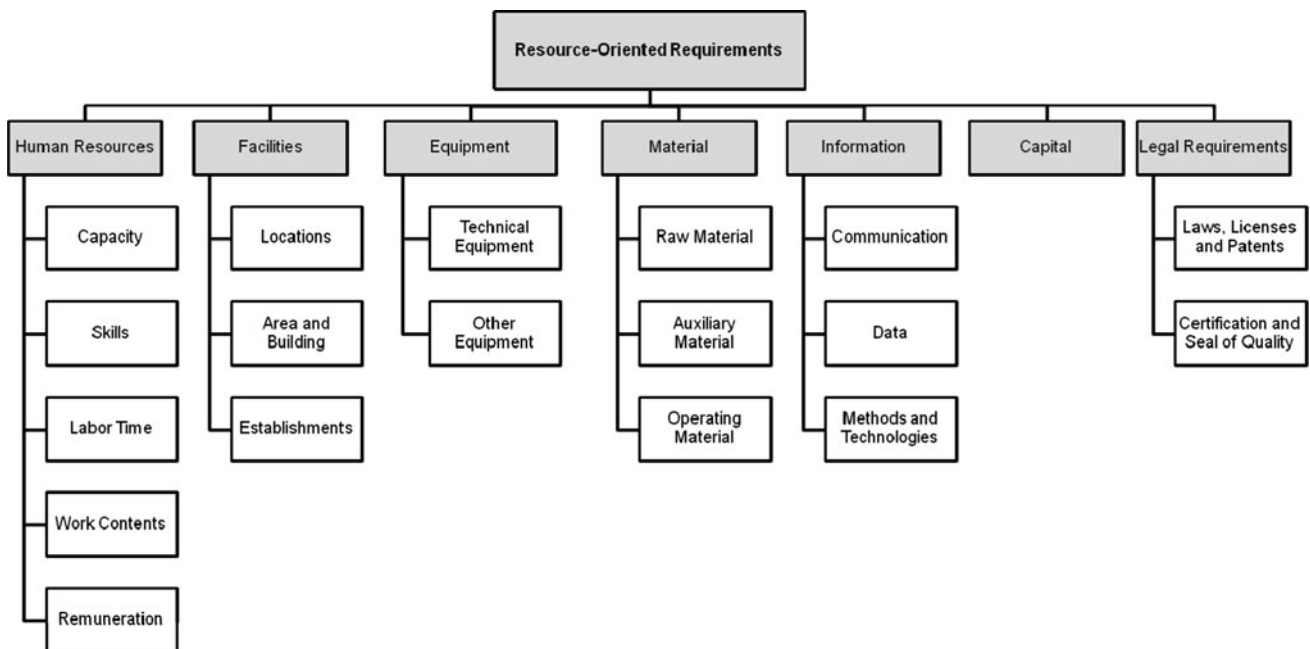 Resource-Oriented Requirements
Human Resources
Facilities
Equipment
Material
Information
Capital
Legal Requirements
Capacity
Locations
Technical
Equipment
Raw Material
Communication
Laws, Licenses
and Patents
Skills
Area and
Building
Other
Equipment
Auxiliary
Material
Data
Certification and
Seal of Quality
Labor Time
Establishments
Operating
Material
Methods and
Technologies
Work Contents
Remuneration